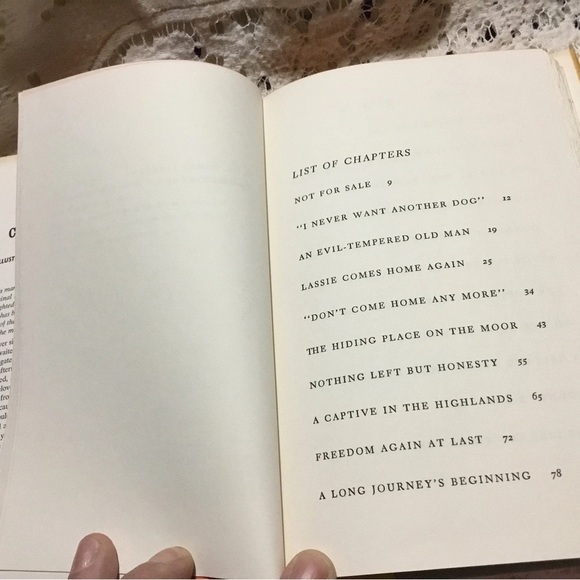 LIST OF CHAPTERS
NOT FOR SALE 9
"I NEVER WANT ANOTHER DOG" 12
AN EVIL-TEMPERED OLD MAN 19
LASSIE COMES HOME AGAIN 25
"DON'T COME HOME ANY MORE" 34
THE HIDING PLACE ON THE MOOR 43
NOTHING LEFT BUT HONESTY 55
A CAPTIVE IN THE HIGHLANDS 65
FREEDOM AGAIN AT LAST 72
A LONG JOURNEY'S BEGINNING 78